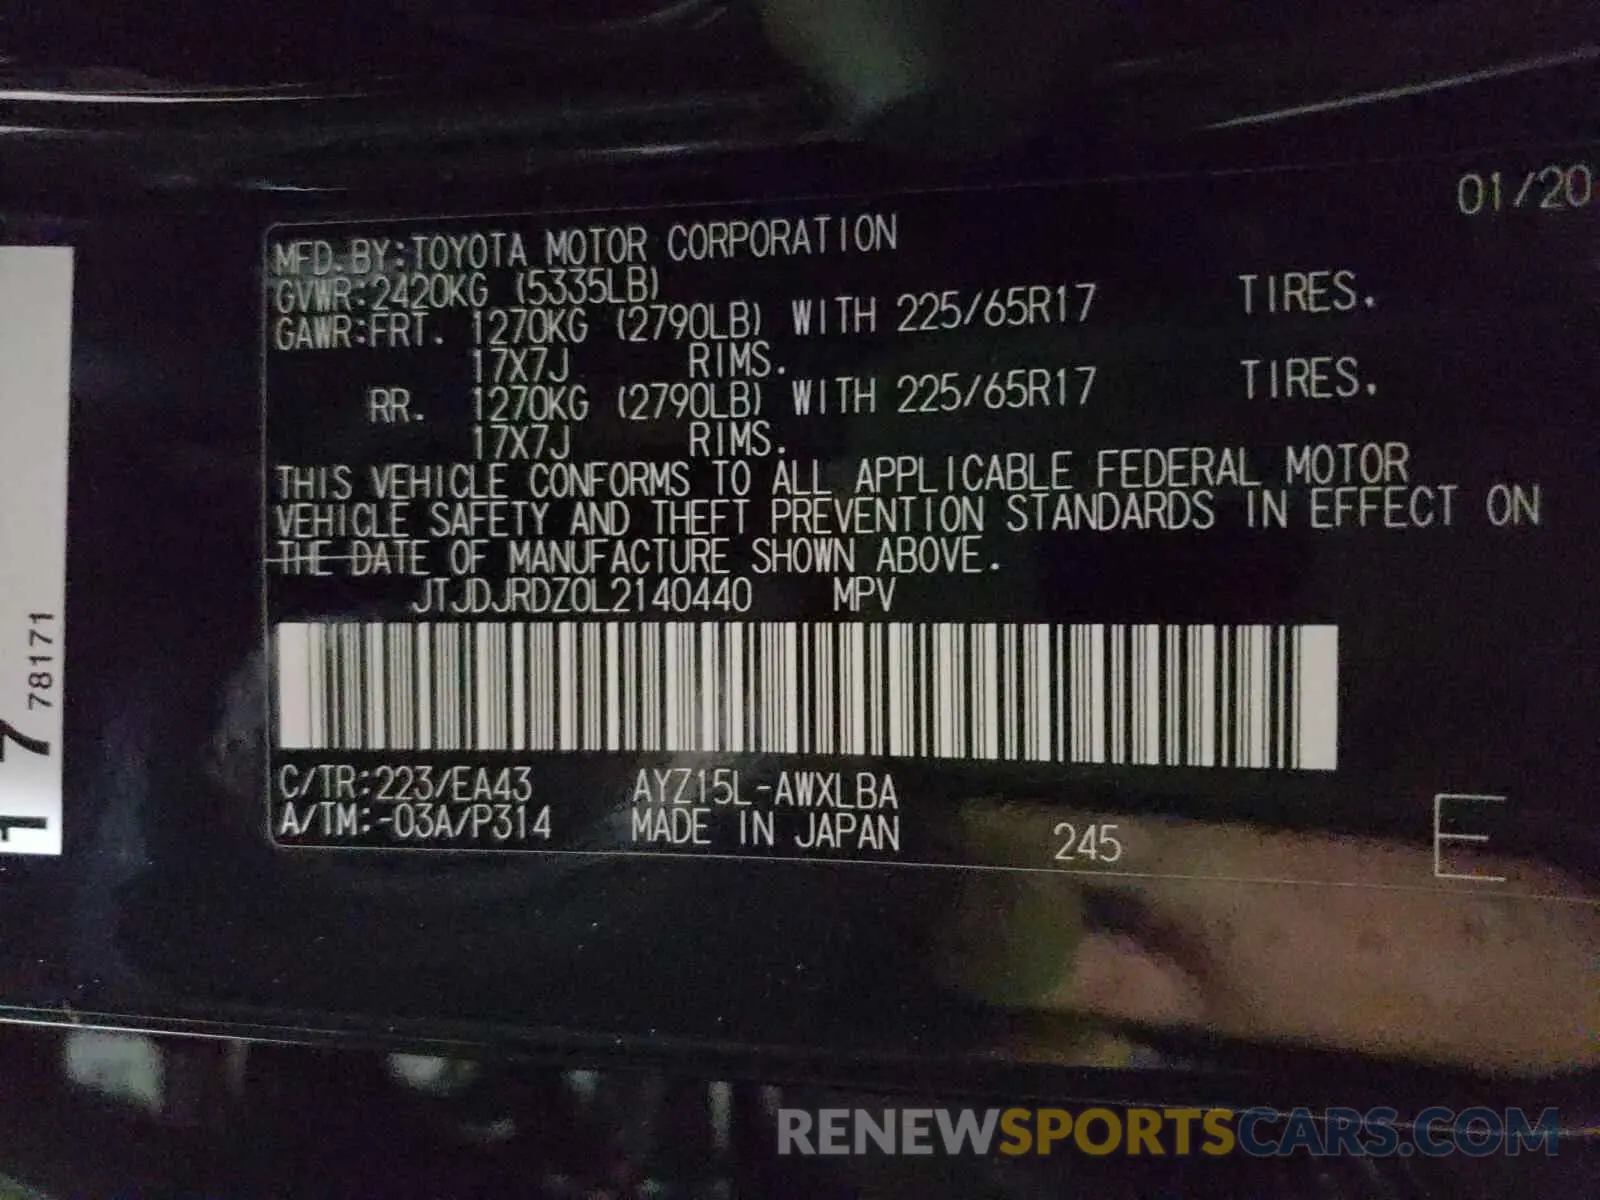 01/20
MFD. BY: TOYOTA MOTOR CORPORATION
GVWR: 2420KG (5335LB)
GAWR: FRT. 1270KG (2790LB) WITH 225/65R17 TIRES.
17X7J RIMS.
RR. 1270KG (2790LB) WITH 225/65R17 TIRES.
17X7J RIMS.
THIS VEHICLE CONFORMS TO ALL APPLICABLE FEDERAL MOTOR
VEHICLE SAFETY AND THEFT PREVENTION STANDARDS IN EFFECT ON
THE DATE OF MANUFACTURE SHOWN ABOVE.
JTJDJRDZ0L2140440 MPV
C/TR: 223/EA43 AYZ15L-AWXLBA
A/TM: -03A/P314 MADE IN JAPAN 245 E
78171
17
RENEWSPORTSCARS.COM